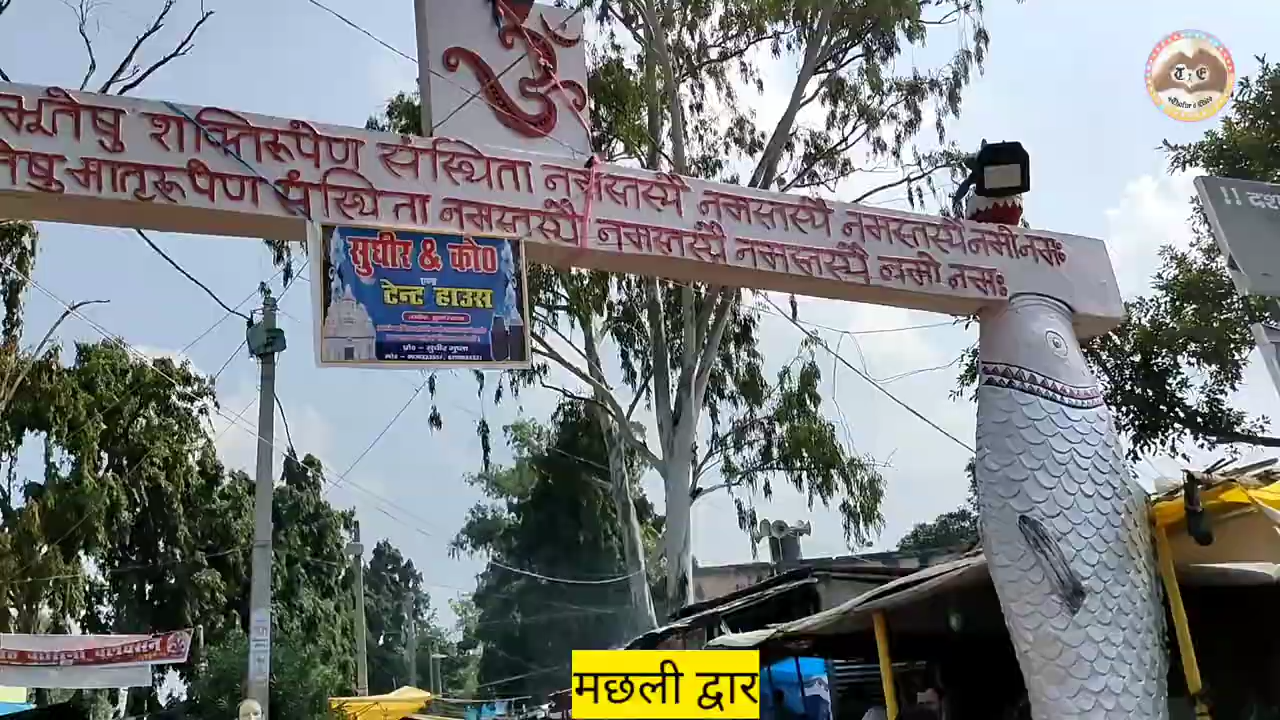 भूतेषु शक्तिरूपेण संस्थिता नमस्तस्यै नमस्तस्यै नमस्तस्यै नमो नमः
तेषु मातृरूपेण संस्थिता नमस्तस्यै नमस्तस्यै नमस्तस्यै नमो नमः
सुधीर & कोo
टेन्ट हाउस
प्रो० - सुधीर गुप्ता
!! दश
T E
मछली द्वार